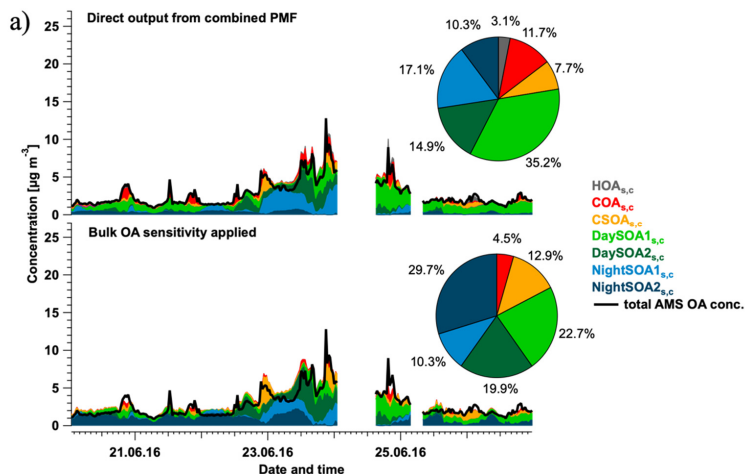 a)
Direct output from combined PMF
25
20
15
10
5
0
10.3%
3.1%
11.7%
7.7%
17.1%
14.9%
35.2%
Concentration [µg m-3]
HOAs,c
COAs,c
CSOAs,c
DaySOA1s,c
DaySOA2s,c
NightSOA1s,c
NightSOA2s,c
total AMS OA conc.
Bulk OA sensitivity applied
25
20
15
10
5
0
4.5%
12.9%
29.7%
22.7%
10.3%
19.9%
21.06.16
23.06.16
25.06.16
Date and time